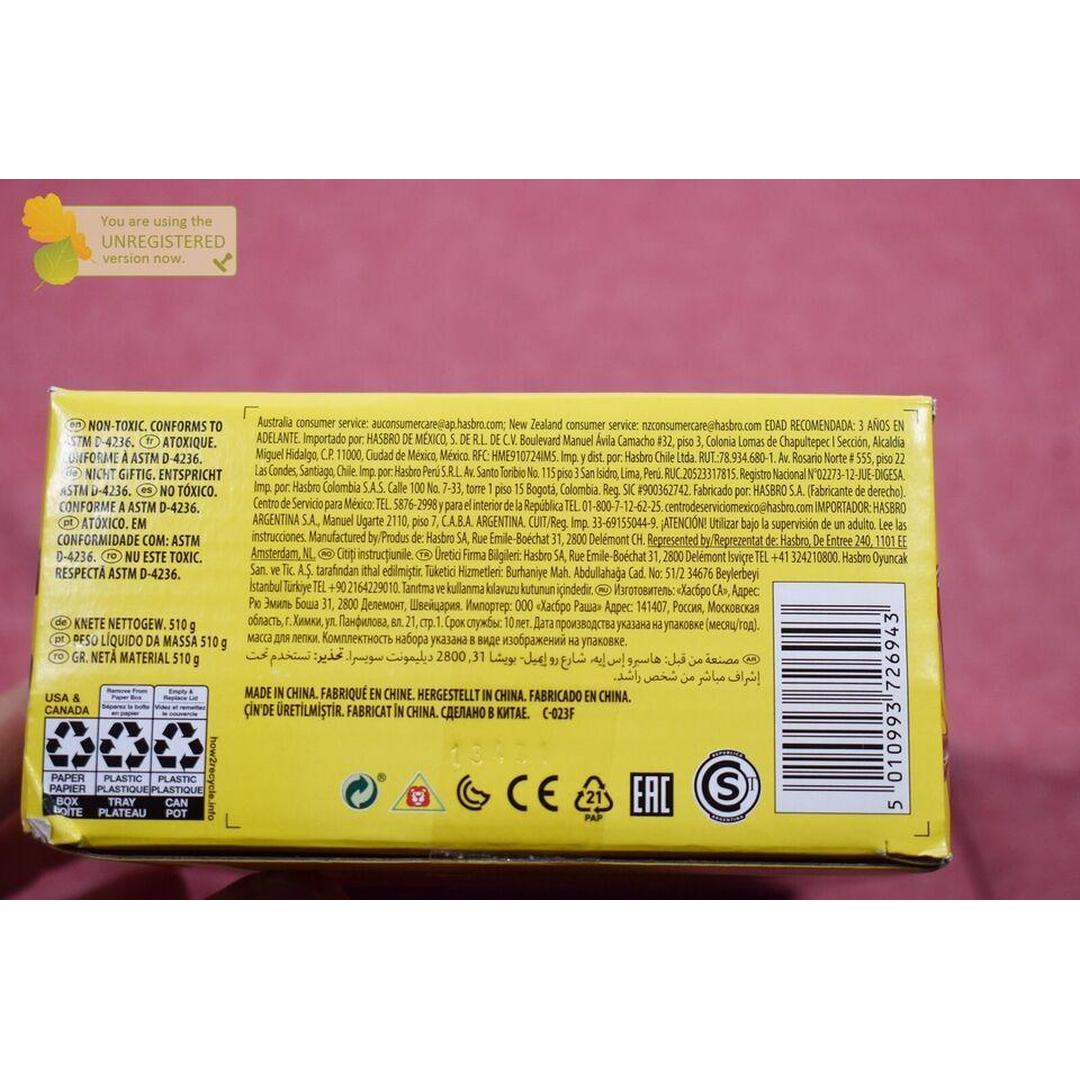 You are using the
UNREGISTERED
version now.
en NON-TOXIC. CONFORMS TO
ASTM D-4236. fr ATOXIQUE.
CONFORME À ASTM D-4236.
de NICHT GIFTIG. ENTSPRICHT
ASTM D-4236. es NO TÓXICO.
CONFORME A ASTM D-4236.
pt ATÓXICO. EM
CONFORMIDADE COM: ASTM
D-4236. ro NU ESTE TOXIC.
RESPECTĂ ASTM D-4236.
de KNETE NETTOGEW. 510 g
pt PESO LÍQUIDO DA MASSA 510 g
ro GR. NETĂ MATERIAL 510 g
USA &
CANADA
Remove From
Paper Box
Séparez la boîte
en papier
Empty &
Replace Lid
Videz et remettez
le couvercle
PAPER
PAPIER
BOX
BOITE
PLASTIC
PLASTIQUE
TRAY
PLATEAU
PLASTIC
PLASTIQUE
CAN
POT
how2recycle.info
Australia consumer service: auconsumercare@ap.hasbro.com; New Zealand consumer service: nzconsumercare@hasbro.com EDAD RECOMENDADA: 3 AÑOS EN
ADELANTE. Importado por: HASBRO DE MÉXICO, S. DE R.L. DE C.V. Boulevard Manuel Ávila Camacho #32, piso 3, Colonia Lomas de Chapultepec I Sección, Alcaldía
Miguel Hidalgo, C.P. 11000, Ciudad de México, México. RFC: HME910724IM5. Imp. y dist. por: Hasbro Chile Ltda. RUT:78.934.680-1. Av. Rosario Norte # 555, piso 22
Las Condes, Santiago, Chile. Imp. por: Hasbro Perú S.R.L. Av. Santo Toribio No. 115 piso 3 San Isidro, Lima, Perú. RUC.20523317815. Registro Nacional N°02273-12-JUE-DIGESA.
Imp. por: Hasbro Colombia S.A.S. Calle 100 No. 7-33, torre 1 piso 15 Bogotá, Colombia. Reg. SIC #900362742. Fabricado por: HASBRO S.A. (Fabricante de derecho).
Centro de Servicio para México: TEL. 5876-2998 y para el interior de la República TEL. 01-800-7-12-62-25. centrodeserviciomexico@hasbro.com IMPORTADOR: HASBRO
ARGENTINA S.A., Manuel Ugarte 2110, piso 7, C.A.B.A. ARGENTINA. CUIT/Reg. Imp. 33-69155044-9. ¡ATENCIÓN! Utilizar bajo la supervisión de un adulto. Lee las
instrucciones. Manufactured by/Produs de: Hasbro SA, Rue Emile-Boéchat 31, 2800 Delémont CH. Represented by/Reprezentat de: Hasbro, De Entree 240, 1101 EE
Amsterdam, NL. RO Citiți instrucțiunile. TR Üretici Firma Bilgileri: Hasbro SA, Rue Emile-Boéchat 31, 2800 Delémont İsviçre TEL +41 324210800. Hasbro Oyuncak
San. ve Tic. A.Ş. tarafından ithal edilmiştir. Tüketici Hizmetleri: Burhaniye Mah. Abdullahağa Cad. No: 51/2 34676 Beylerbeyi
İstanbul Türkiye TEL +90 2164229010. Tanıtma ve kullanma kılavuzu kutunun içindedir. RU Изготовитель: «Хасбро СА», Адрес:
Рю Эмиль Боша 31, 2800 Делемонт, Швейцария. Импортер: ООО «Хасбро Раша» Адрес: 141407, Россия, Московская
область, г. Химки, ул. Панфилова, вл. 21, стр.1. Срок службы: 10 лет. Дата производства указана на упаковке (месяц/год).
масса для лепки. Комплектность набора указана в виде изображений на упаковке.
AR مصنعة من قبل: هاسبرو إس إيه، شارع رو إميل- بويشا 31، 2800 ديليمونت سويسرا. تحذير: تستخدم تحت
إشراف مباشر من شخص راشد.
MADE IN CHINA. FABRIQUÉ EN CHINE. HERGESTELLT IN CHINA. FABRICADO EN CHINA.
ÇİN'DE ÜRETİLMİŞTİR. FABRICAT ÎN CHINA. СДЕЛАНО В КИТАЕ. C-023F
CE
21
PAP
EAC
REPUBLICA
S T
ARGENTINA
5 010993 726943